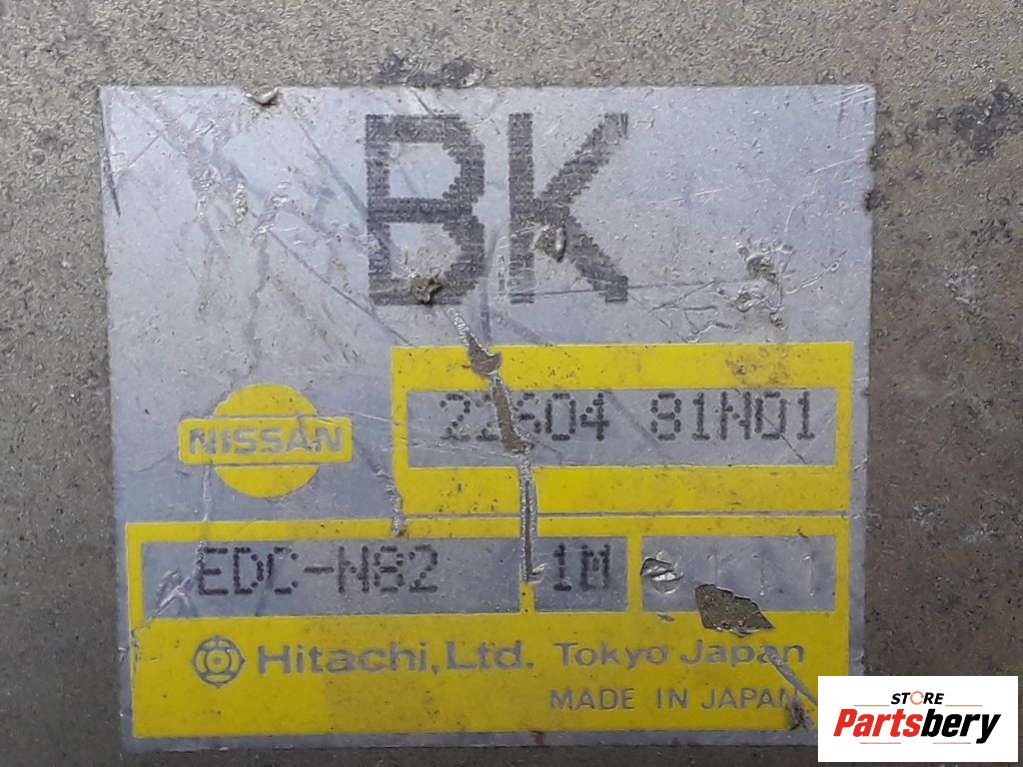 BK
NISSAN
22604 81N01
EDC-N82 1M
Hitachi, Ltd. Tokyo Japan
MADE IN JAPAN
STORE
Partsbery